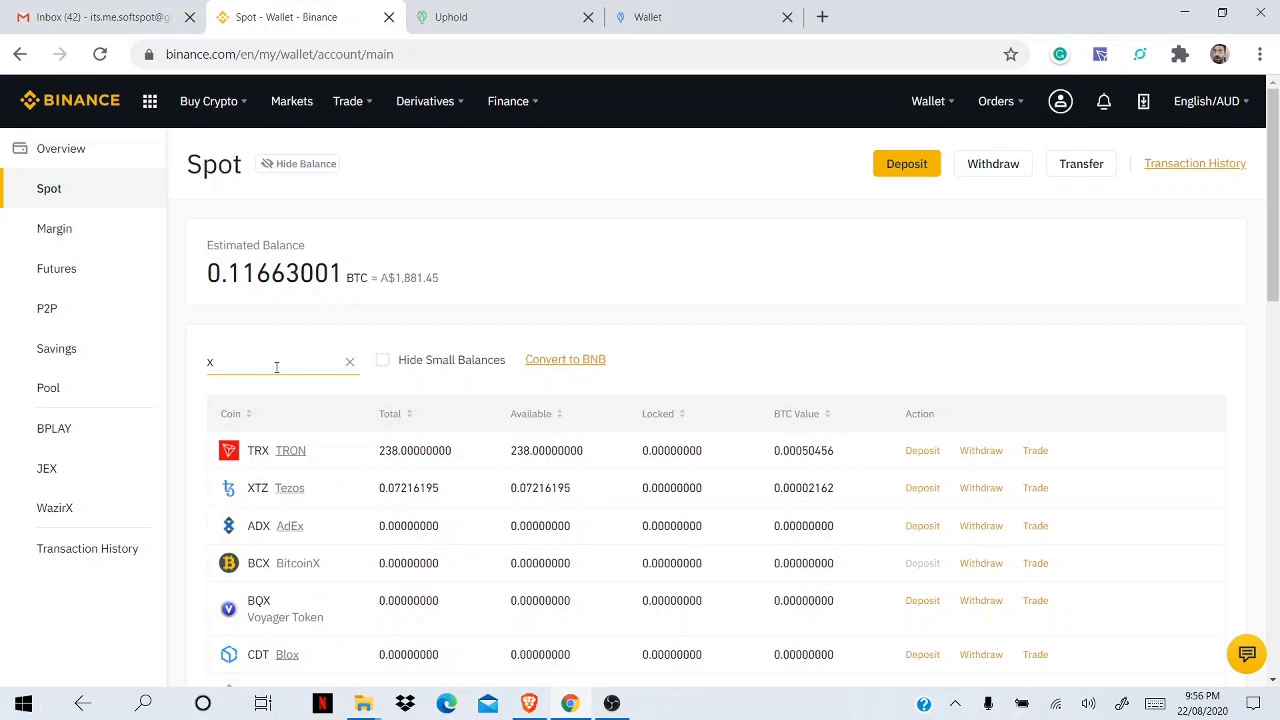 Inbox (52) - its.me.softspot@g
Spot - Wallet - Binance
Uphold
Wallet
binance.com/en/my/wallet/account/main
BINANCE Buy Crypto Markets Trade Derivatives Finance Wallet Orders English/AUD
Overview
Spot
Margin
Futures
P2P
Savings
Pool
BPLAY
JEX
WazirX
Transaction History
Spot Hide Balance Deposit Withdraw Transfer Transaction History
Estimated Balance
0.11663001 BTC ≈ A$1,881.45
x Hide Small Balances Convert to BNB
Coin Total Available Locked BTC Value Action
TRX TRON 238.00000000 238.00000000 0.00000000 0.00050456 Deposit Withdraw Trade
XTZ Tezos 0.07216195 0.07216195 0.00000000 0.00002162 Deposit Withdraw Trade
ADX AdEx 0.00000000 0.00000000 0.00000000 0.00000000 Deposit Withdraw Trade
BCX BitcoinX 0.00000000 0.00000000 0.00000000 0.00000000 Deposit Withdraw Trade
BQX 0.00000000 0.00000000 0.00000000 0.00000000 Deposit Withdraw Trade
Voyager Token
CDT Blox 0.00000000 0.00000000 0.00000000 0.00000000 Deposit Withdraw Trade
9:56 PM
22/08/2020